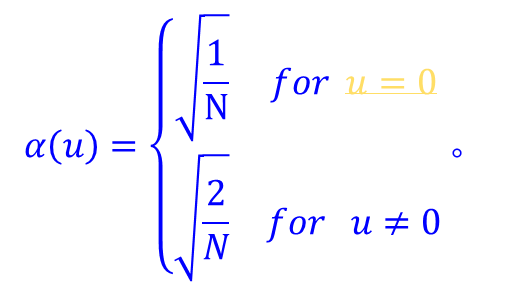 √(1/N) for u = 0
α(u) = { 。
√(2/N) for u ≠ 0